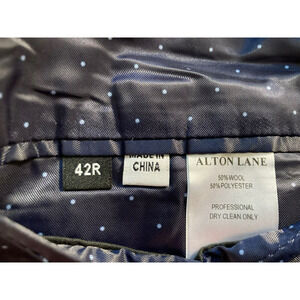 42R
MADE IN
CHINA
ALTON LANE
50% WOOL
50% POLYESTER
PROFESSIONAL
DRY CLEAN ONLY